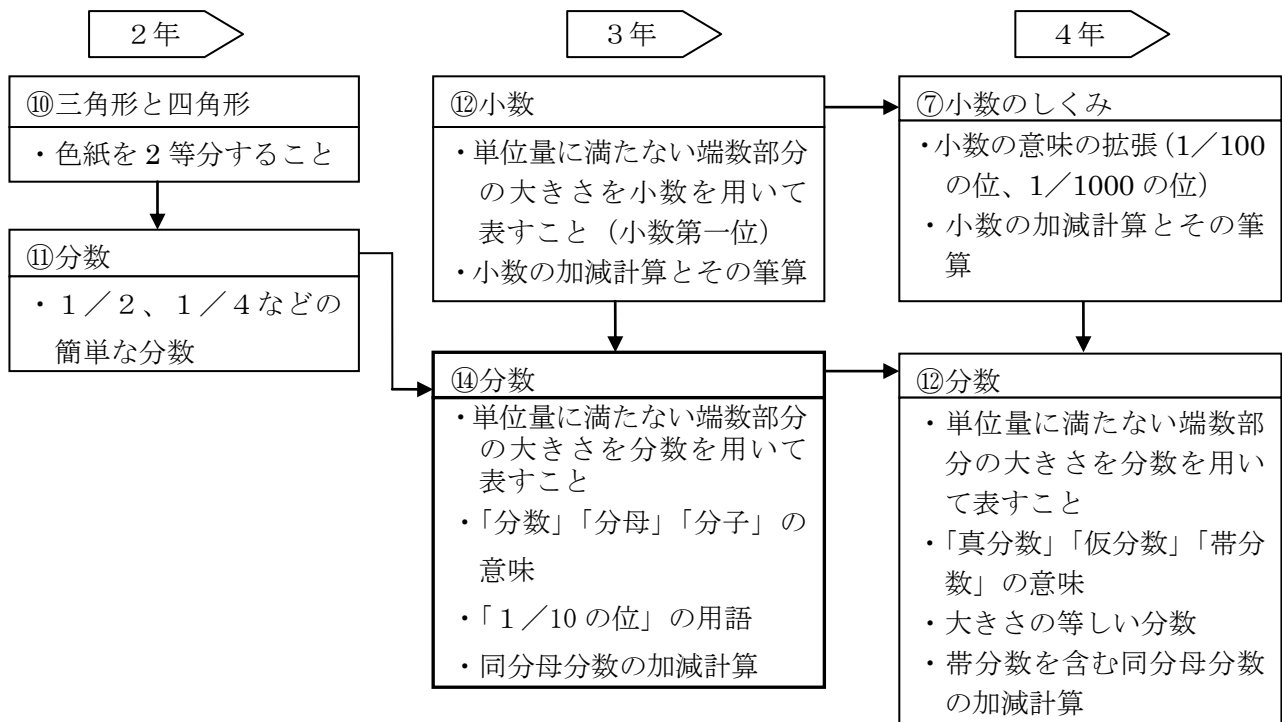 ２年
３年
４年
⑩三角形と四角形
・色紙を２等分すること
⑪分数
・１／２、１／４などの
簡単な分数
⑫小数
・単位量に満たない端数部分
の大きさを小数を用いて
表すこと（小数第一位）
・小数の加減計算とその筆算
⑭分数
・単位量に満たない端数部分
の大きさを分数を用いて
表すこと
・「分数」「分母」「分子」の
意味
・「１／10 の位」の用語
・同分母分数の加減計算
⑦小数のしくみ
・小数の意味の拡張（1／100
の位、1／1000 の位）
・小数の加減計算とその筆
算
⑫分数
・単位量に満たない端数部
分の大きさを分数を用い
て表すこと
・「真分数」「仮分数」「帯分
数」の意味
・大きさの等しい分数
・帯分数を含む同分母分数
の加減計算